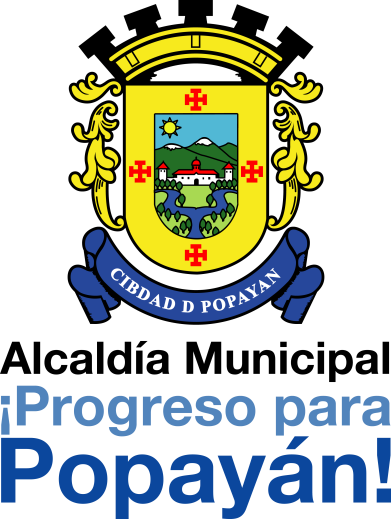 CIBDAD D POPAYAN
Alcaldía Municipal
¡Progreso para
Popayán!